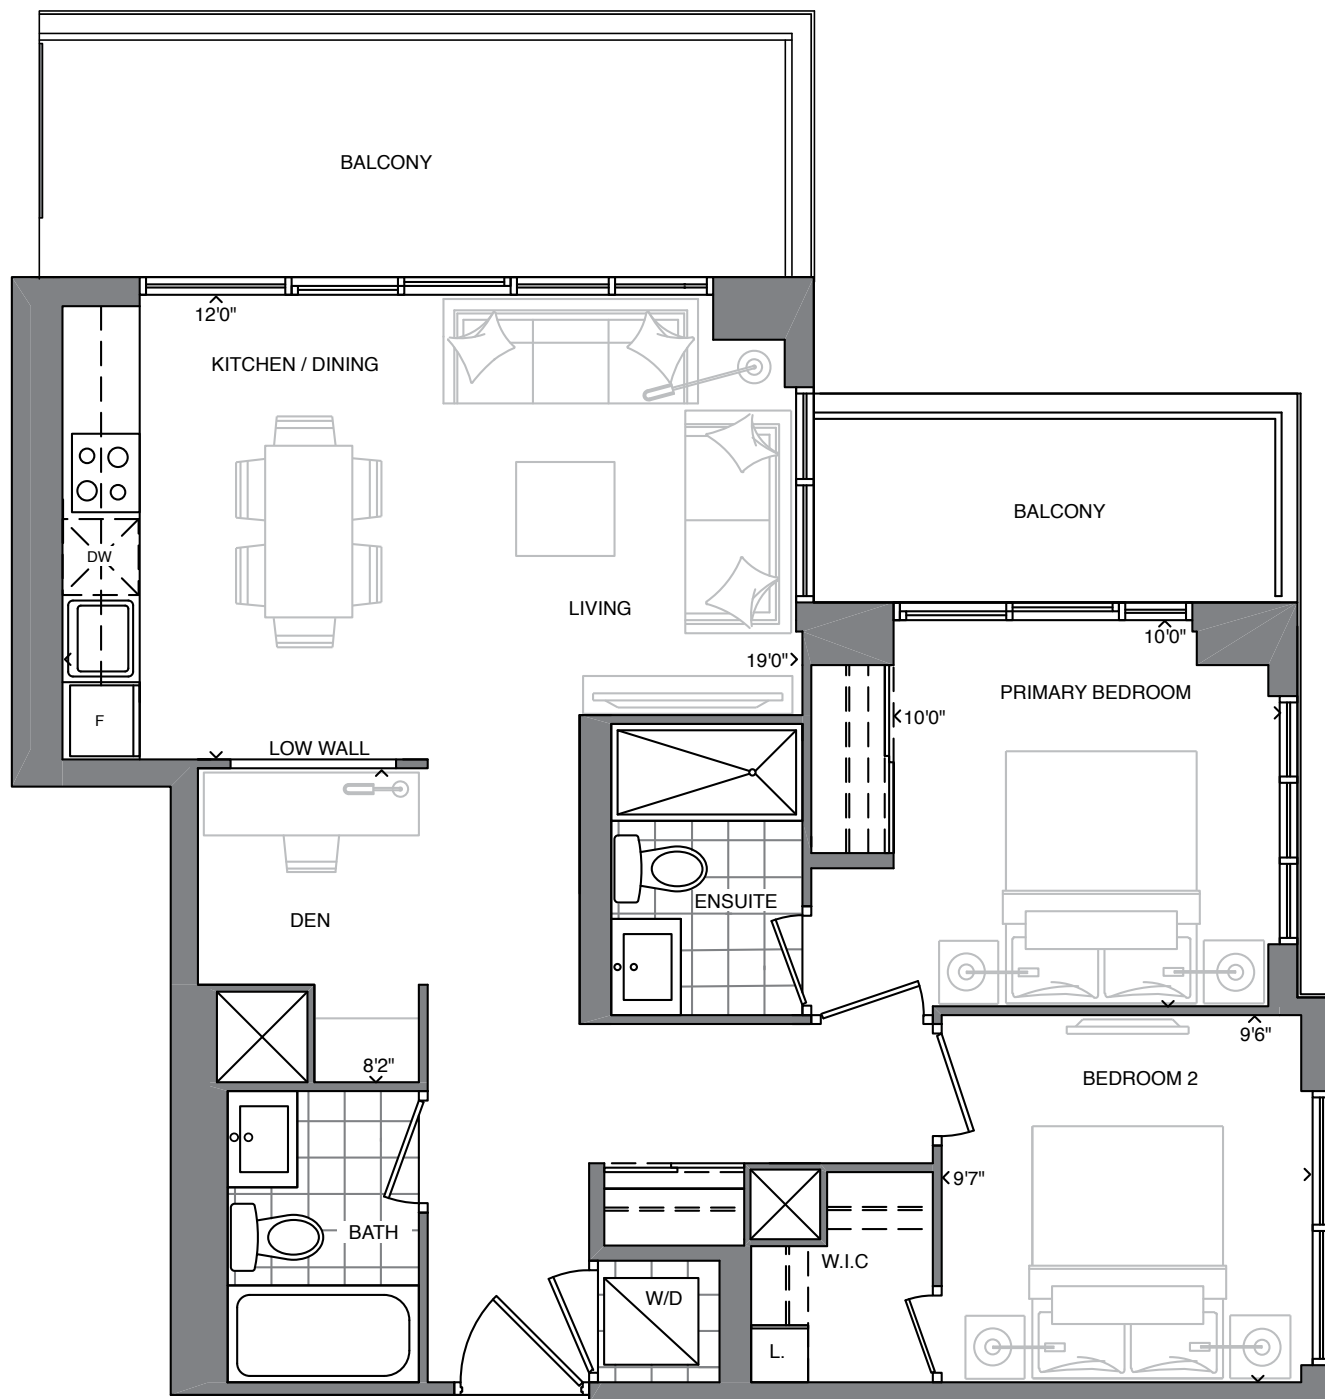 BALCONY
12'0"
KITCHEN / DINING
BALCONY
DW
LIVING
10'0"
19'0"
PRIMARY BEDROOM
F
10'0"
LOW WALL
ENSUITE
DEN
9'6"
8'2"
BEDROOM 2
9'7"
BATH
W.I.C
W/D
L.